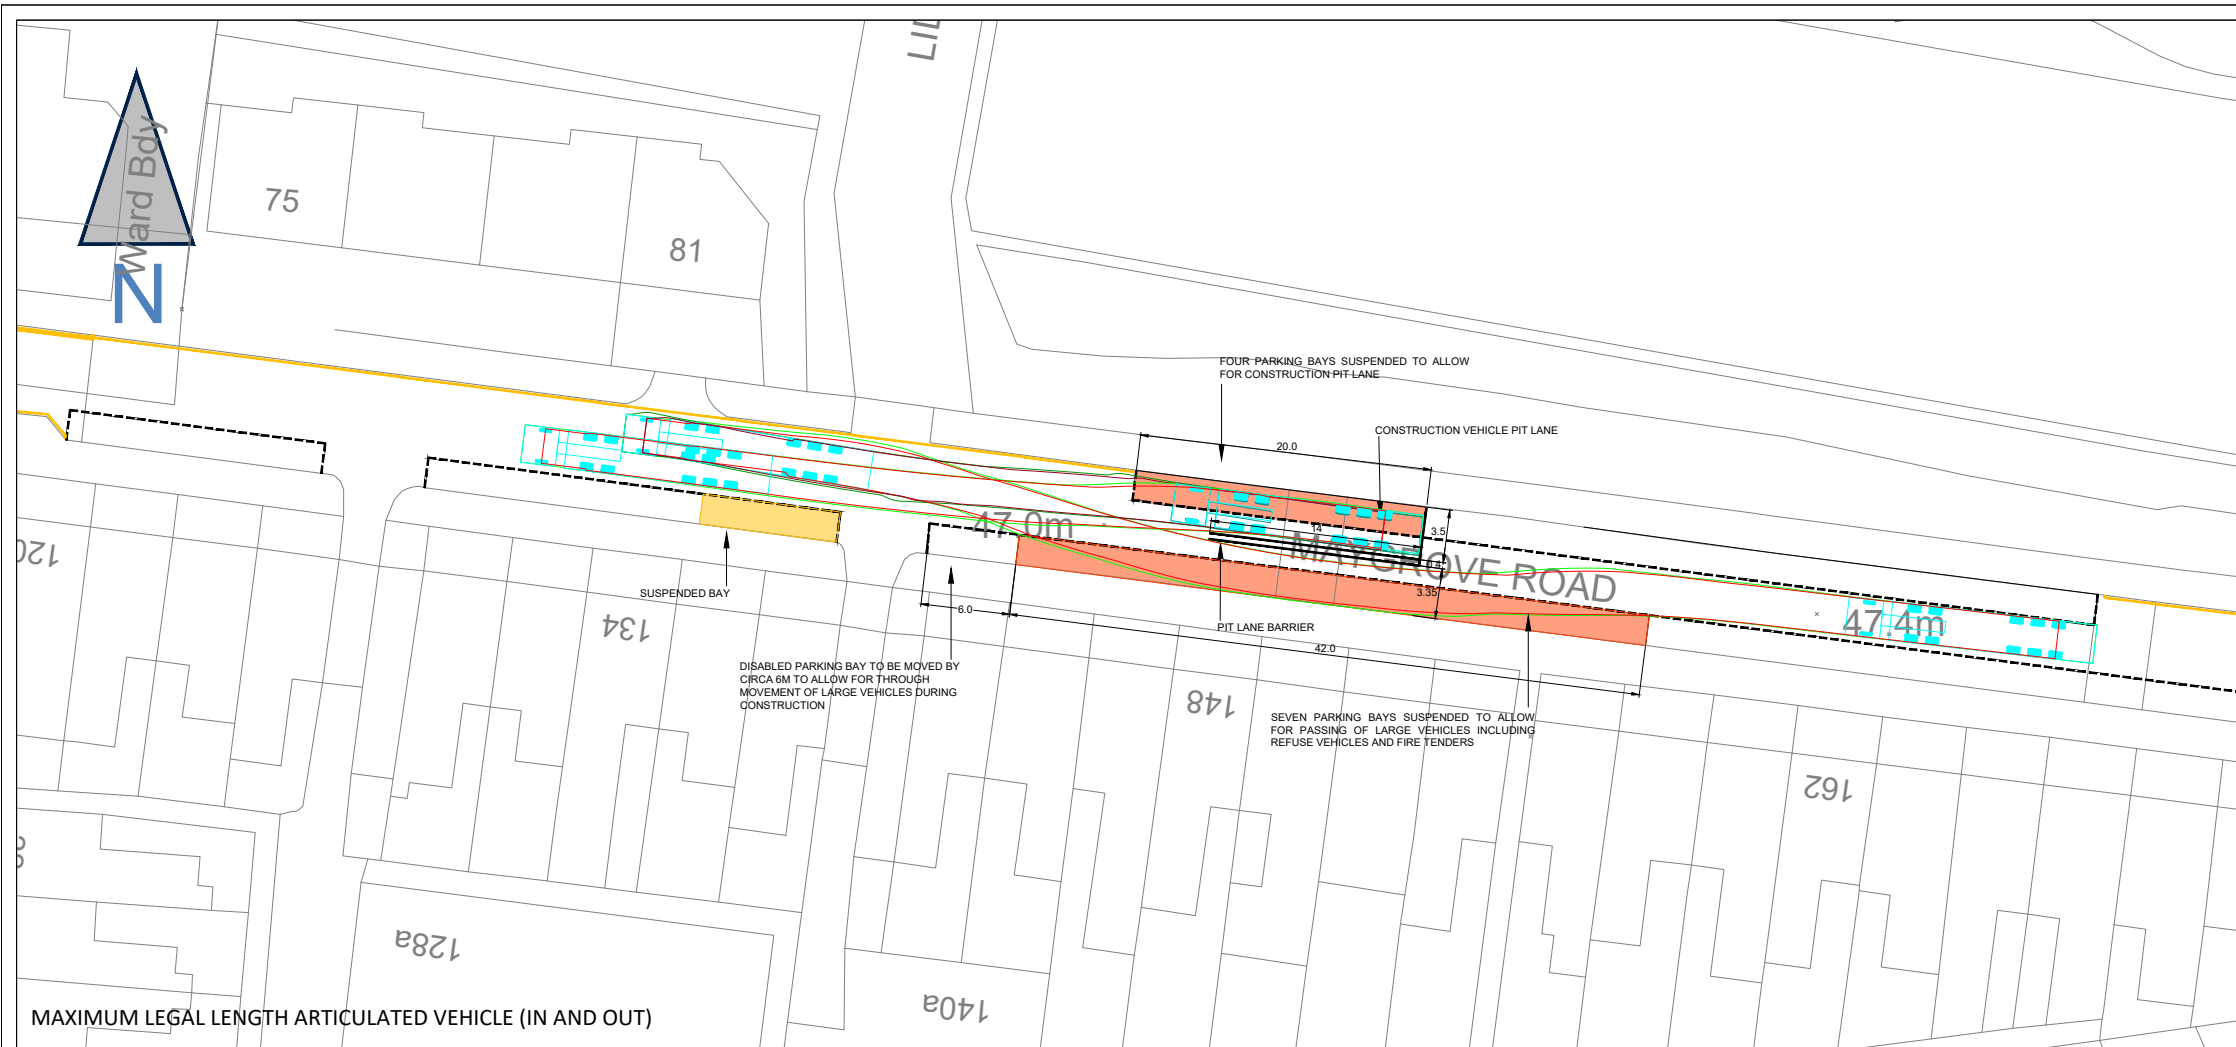 LIL
Ward Bdy
N
75
81
FOUR PARKING BAYS SUSPENDED TO ALLOW
FOR CONSTRUCTION PIT LANE
CONSTRUCTION VEHICLE PIT LANE
20.0
47.0m
14
3.5
0.4
MAYGROVE ROAD
3.35
47.4m
120
SUSPENDED BAY
6.0
134
PIT LANE BARRIER
42.0
DISABLED PARKING BAY TO BE MOVED BY
CIRCA 6M TO ALLOW FOR THROUGH
MOVEMENT OF LARGE VEHICLES DURING
CONSTRUCTION
148
SEVEN PARKING BAYS SUSPENDED TO ALLOW
FOR PASSING OF LARGE VEHICLES INCLUDING
REFUSE VEHICLES AND FIRE TENDERS
162
128a
140a
MAXIMUM LEGAL LENGTH ARTICULATED VEHICLE (IN AND OUT)